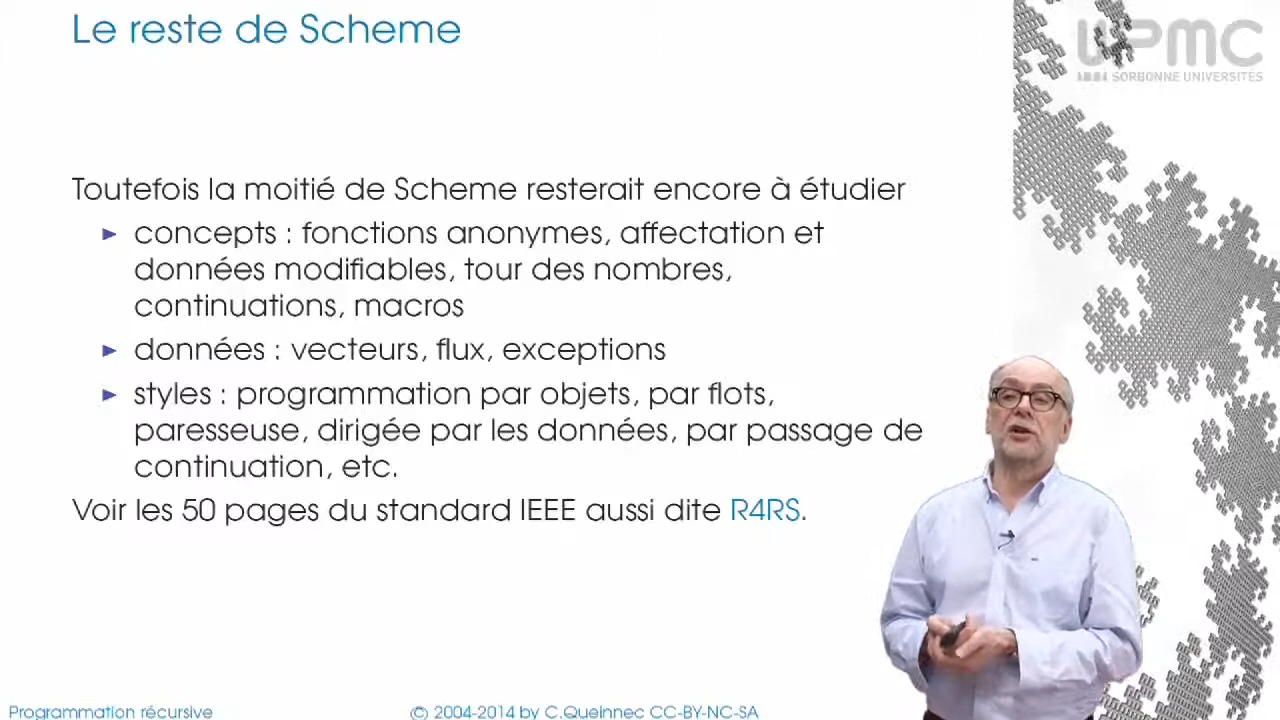 Le reste de Scheme
UPMC
SORBONNE UNIVERSITÉS
Toutefois la moitié de Scheme resterait encore à étudier
► concepts : fonctions anonymes, affectation et
données modifiables, tour des nombres,
continuations, macros
► données : vecteurs, flux, exceptions
► styles : programmation par objets, par flots,
paresseuse, dirigée par les données, par passage de
continuation, etc.
Voir les 50 pages du standard IEEE aussi dite R4RS.
Programmation récursive
© 2004-2014 by C.Queinnec CC-BY-NC-SA